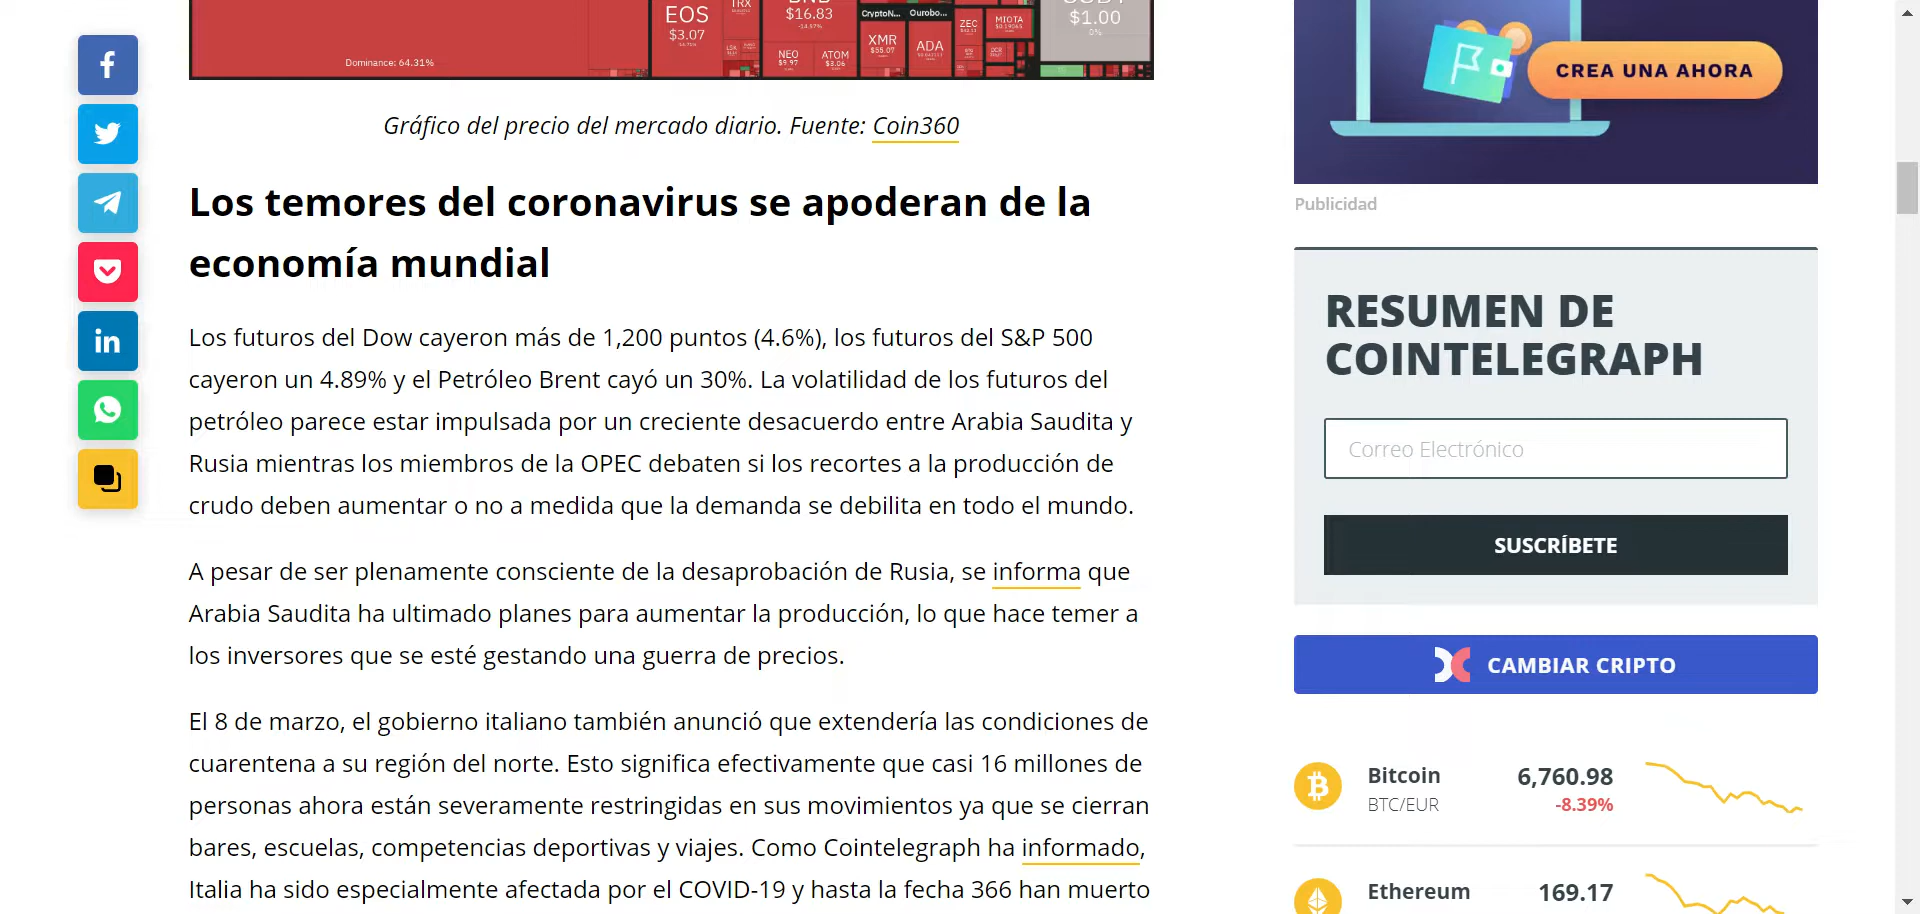 EOS
$3.07
TRX
$16.83
-14.97%
NEO
$9.97
ATOM
$3.06
CryptoN...
Ourobo...
XMR
$55.07
ADA
ZEC
MIOTA
$1.00
0%
Dominance: 64.31%
Gráfico del precio del mercado diario. Fuente: Coin360
Los temores del coronavirus se apoderan de la
economía mundial
Los futuros del Dow cayeron más de 1,200 puntos (4.6%), los futuros del S&P 500
cayeron un 4.89% y el Petróleo Brent cayó un 30%. La volatilidad de los futuros del
petróleo parece estar impulsada por un creciente desacuerdo entre Arabia Saudita y
Rusia mientras los miembros de la OPEC debaten si los recortes a la producción de
crudo deben aumentar o no a medida que la demanda se debilita en todo el mundo.
A pesar de ser plenamente consciente de la desaprobación de Rusia, se informa que
Arabia Saudita ha ultimado planes para aumentar la producción, lo que hace temer a
los inversores que se esté gestando una guerra de precios.
El 8 de marzo, el gobierno italiano también anunció que extendería las condiciones de
cuarentena a su región del norte. Esto significa efectivamente que casi 16 millones de
personas ahora están severamente restringidas en sus movimientos ya que se cierran
bares, escuelas, competencias deportivas y viajes. Como Cointelegraph ha informado,
Italia ha sido especialmente afectada por el COVID-19 y hasta la fecha 366 han muerto
CREA UNA AHORA
Publicidad
RESUMEN DE
COINTELEGRAPH
Correo Electrónico
SUSCRÍBETE
CAMBIAR CRIPTO
Bitcoin 6,760.98
BTC/EUR -8.39%
Ethereum 169.17